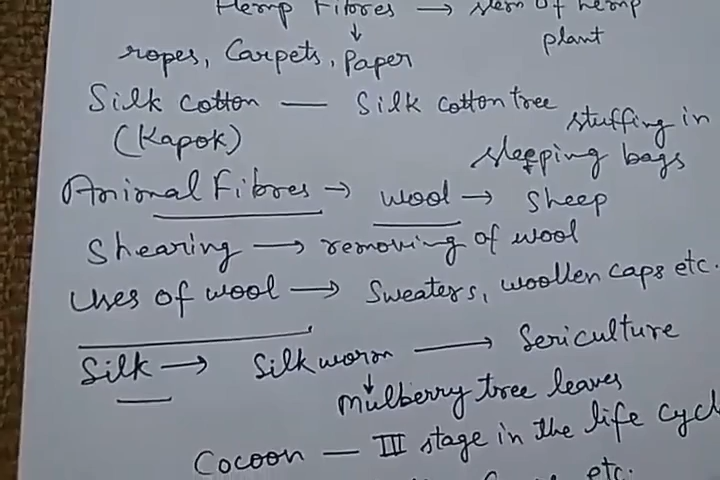 Hemp Fibres → stem of hemp
↓ plant
ropes, Carpets, Paper
Silk cotton — Silk cotton tree
(Kapok) stuffing in
sleeping bags
Animal Fibres → wool → Sheep
Shearing → removing of wool
Uses of wool → Sweaters, woollen caps etc.
Silk → Silkworm → Sericulture
↓
Mulberry tree leaves
Cocoon — III stage in the life cycl
etc.